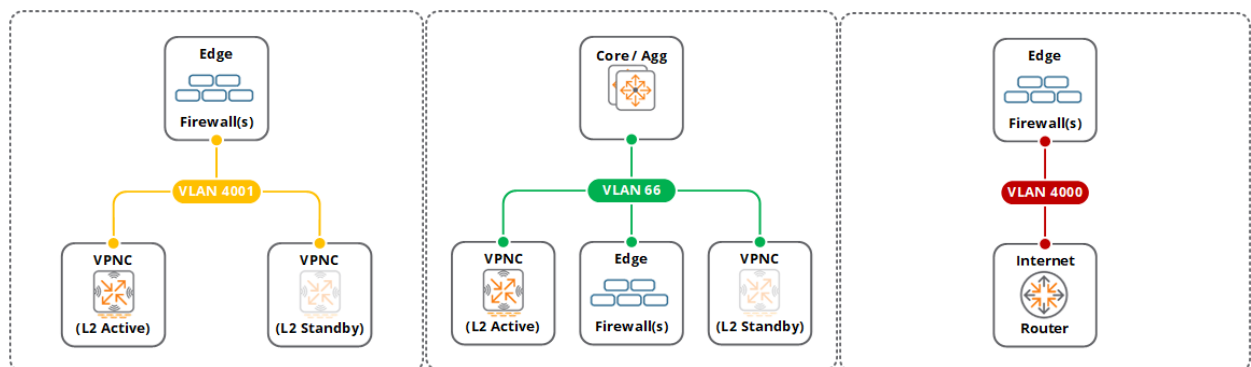 Edge
Firewall(s)
VLAN 4001
VPNC
(L2 Active)
VPNC
(L2 Standby)
Core / Agg
VLAN 66
VPNC
(L2 Active)
Edge
Firewall(s)
VPNC
(L2 Standby)
Edge
Firewall(s)
VLAN 4000
Internet
Router